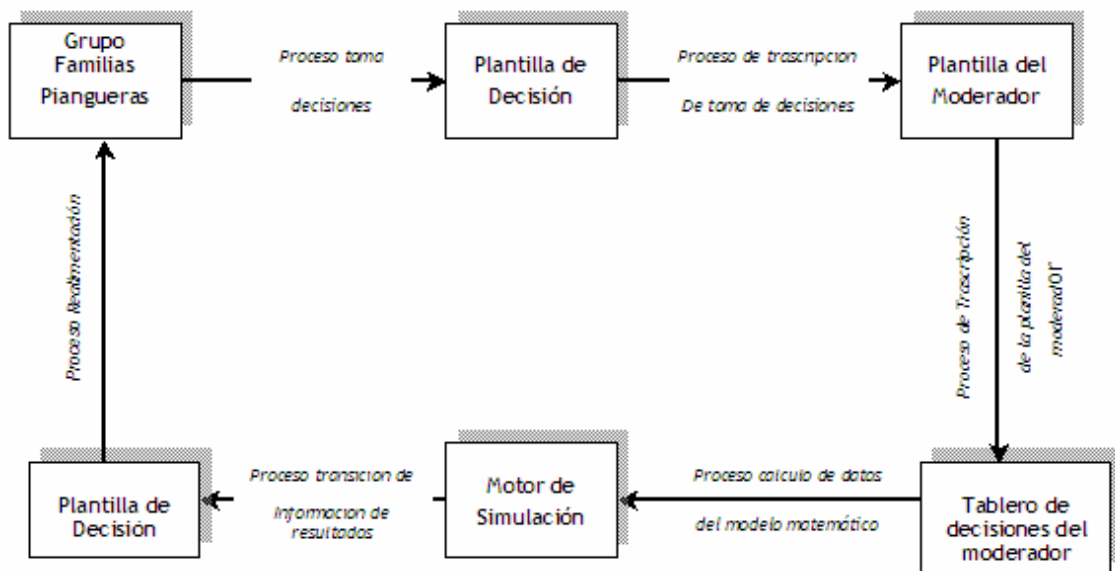 Grupo
Familias
Piangueras
Proceso toma
decisiones
Plantilla de
Decisión
Proceso de trascripcion
De toma de decisiones
Plantilla del
Moderador
Proceso de Trascripción
de la plantilla del
moderador
Tablero de
decisiones del
moderador
Proceso calculo de datos
del modelo matemático
Motor de
Simulación
Proceso transicion de
Informacion de
resultados
Plantilla de
Decisión
Proceso Realimentación